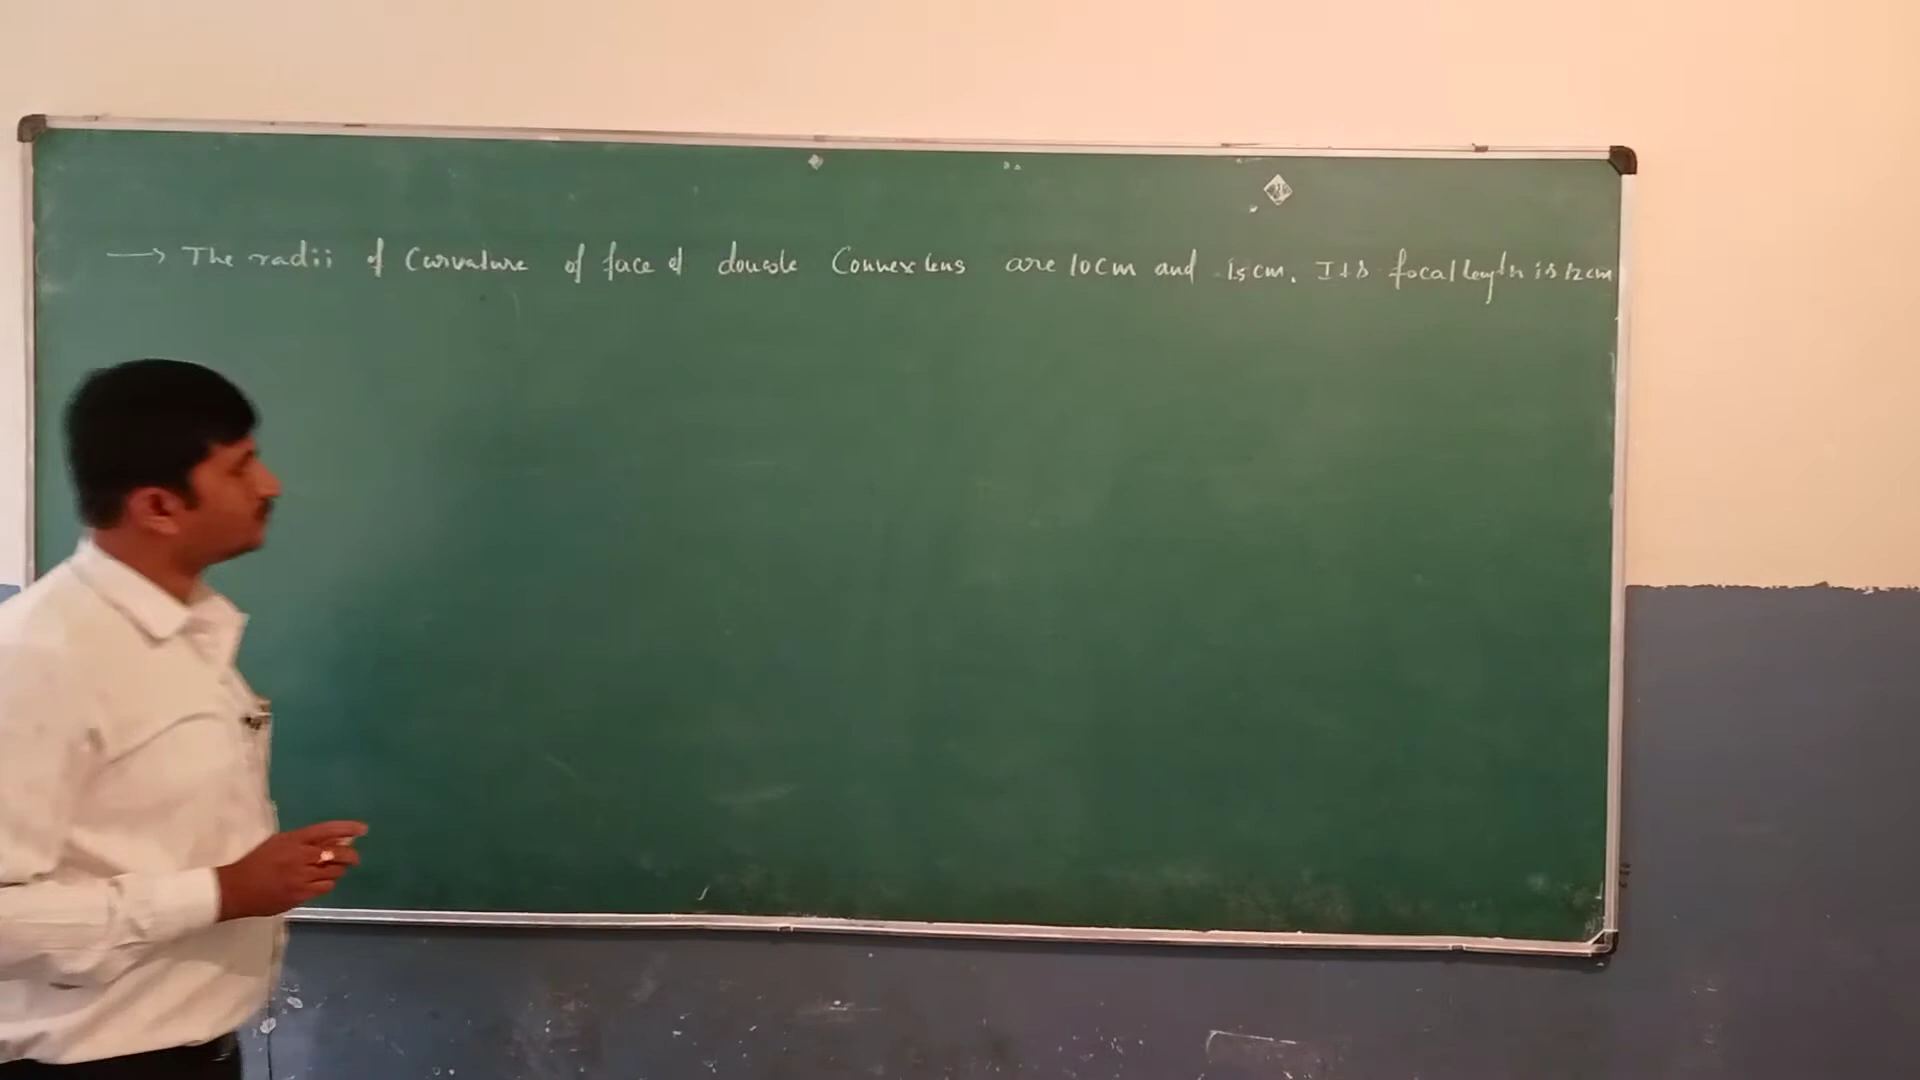 → The radii of Curvature of face of double Convex lens are 10cm and 15cm. Its focal length is 12cm